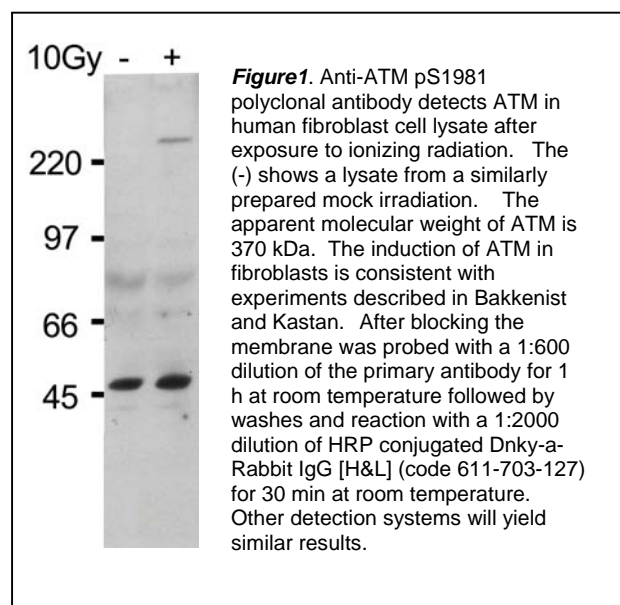 10Gy - +
220
97
66
45
Figure1. Anti-ATM pS1981
polyclonal antibody detects ATM in
human fibroblast cell lysate after
exposure to ionizing radiation. The
(-) shows a lysate from a similarly
prepared mock irradiation. The
apparent molecular weight of ATM is
370 kDa. The induction of ATM in
fibroblasts is consistent with
experiments described in Bakkenist
and Kastan. After blocking the
membrane was probed with a 1:600
dilution of the primary antibody for 1
h at room temperature followed by
washes and reaction with a 1:2000
dilution of HRP conjugated Dnky-a-
Rabbit IgG [H&L] (code 611-703-127)
for 30 min at room temperature.
Other detection systems will yield
similar results.